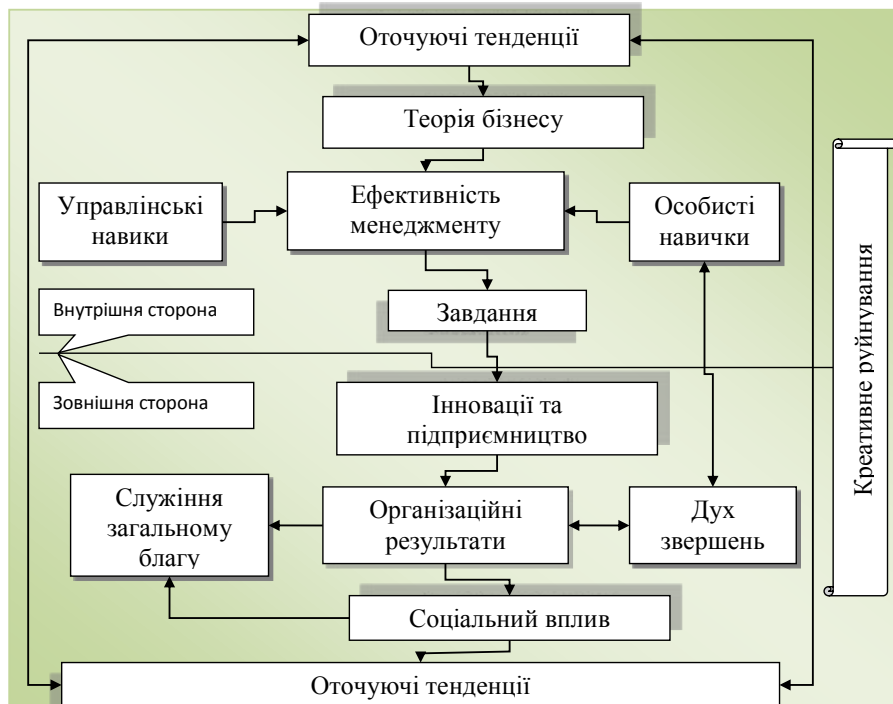 Оточуючі тенденції
Теорія бізнесу
Ефективність
менеджменту
Управлінські
навики
Особисті
навички
Завдання
Внутрішня сторона
Зовнішня сторона
Інновації та
підприємництво
Креативне руйнування
Служіння
загальному
благу
Організаційні
результати
Дух
звершень
Соціальний вплив
Оточуючі тенденції